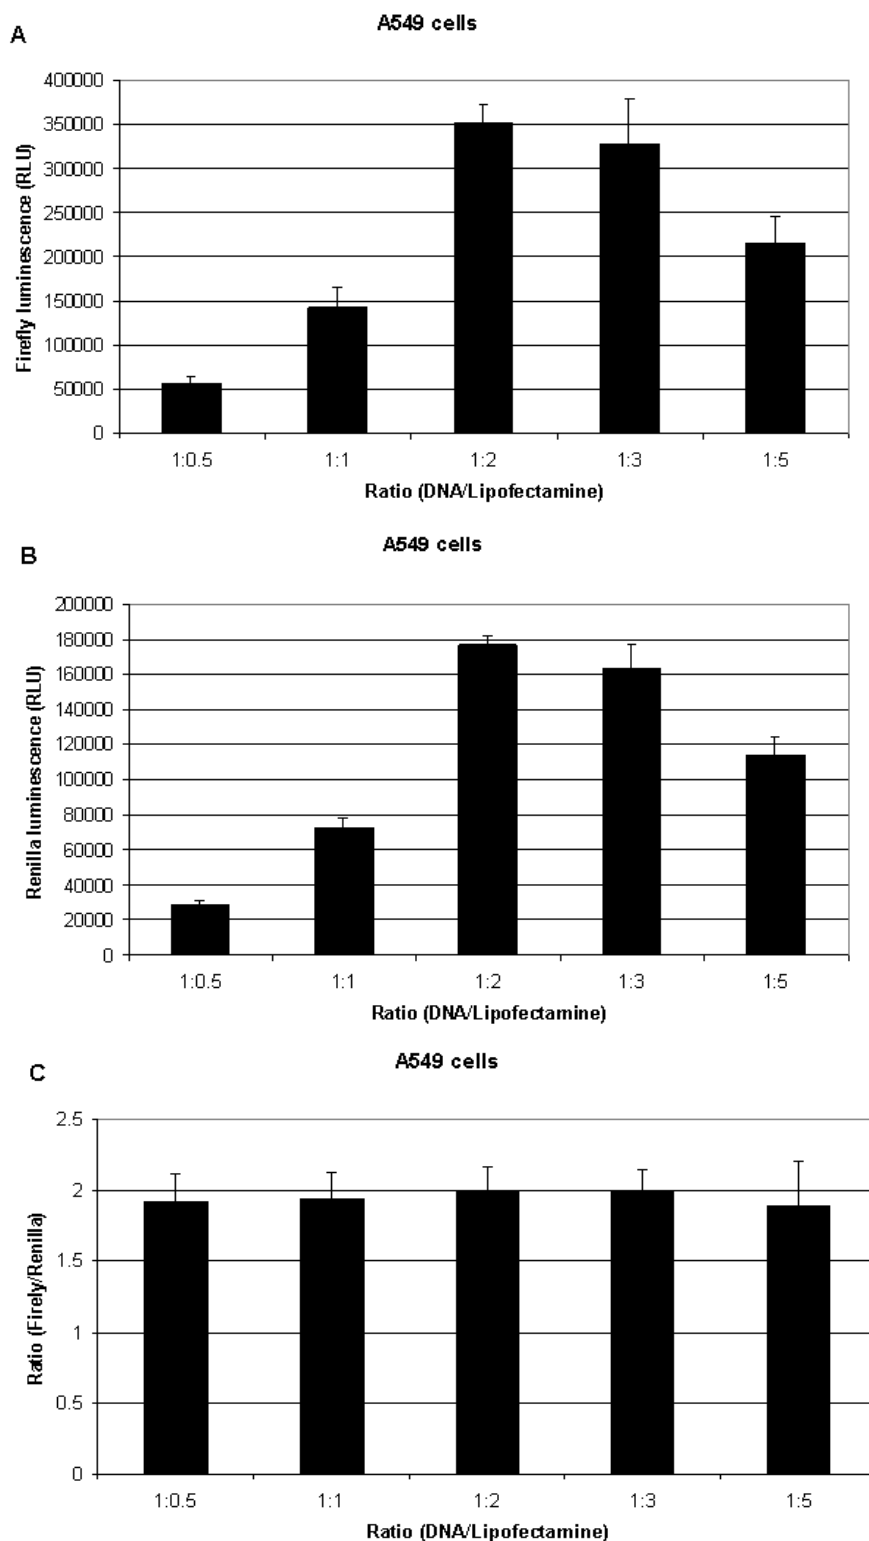 A549 cells
A
400000
350000
300000
250000
200000
150000
100000
50000
0
Firefly luminescence (RLU)
1:0.5 1:1 1:2 1:3 1:5
Ratio (DNA/Lipofectamine)
A549 cells
B
200000
180000
160000
140000
120000
100000
80000
60000
40000
20000
0
Renilla luminescence (RLU)
1:0.5 1:1 1:2 1:3 1:5
Ratio (DNA/Lipofectamine)
A549 cells
C
2.5
2
1.5
1
0.5
0
Ratio (Firely/Renilla)
1:0.5 1:1 1:2 1:3 1:5
Ratio (DNA/Lipofectamine)